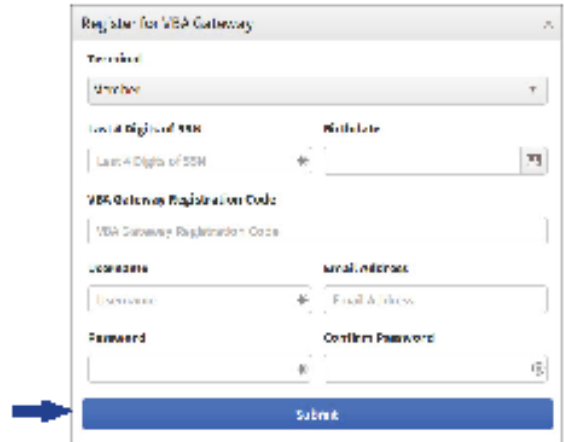 Register for VBA Gateway
Terminal
Member
Last 4 Digits of SSN Birthdate
Last 4 Digits of SSN
VBA Gateway Registration Code
VBA Gateway Registration Code
Username Email Address
Username Email Address
Password Confirm Password
Submit